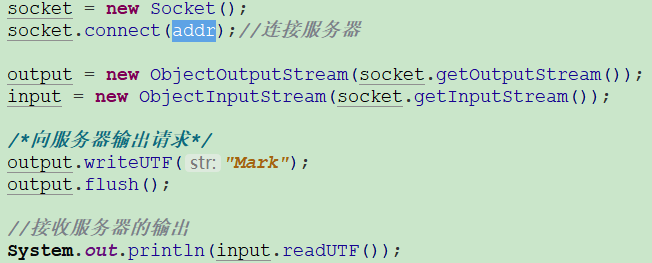 socket = new Socket();
socket.connect(addr);//连接服务器
output = new ObjectOutputStream(socket.getOutputStream());
input = new ObjectInputStream(socket.getInputStream());
/*向服务器输出请求*/
output.writeUTF( str: "Mark");
output.flush();
//接收服务器的输出
System.out.println(input.readUTF());